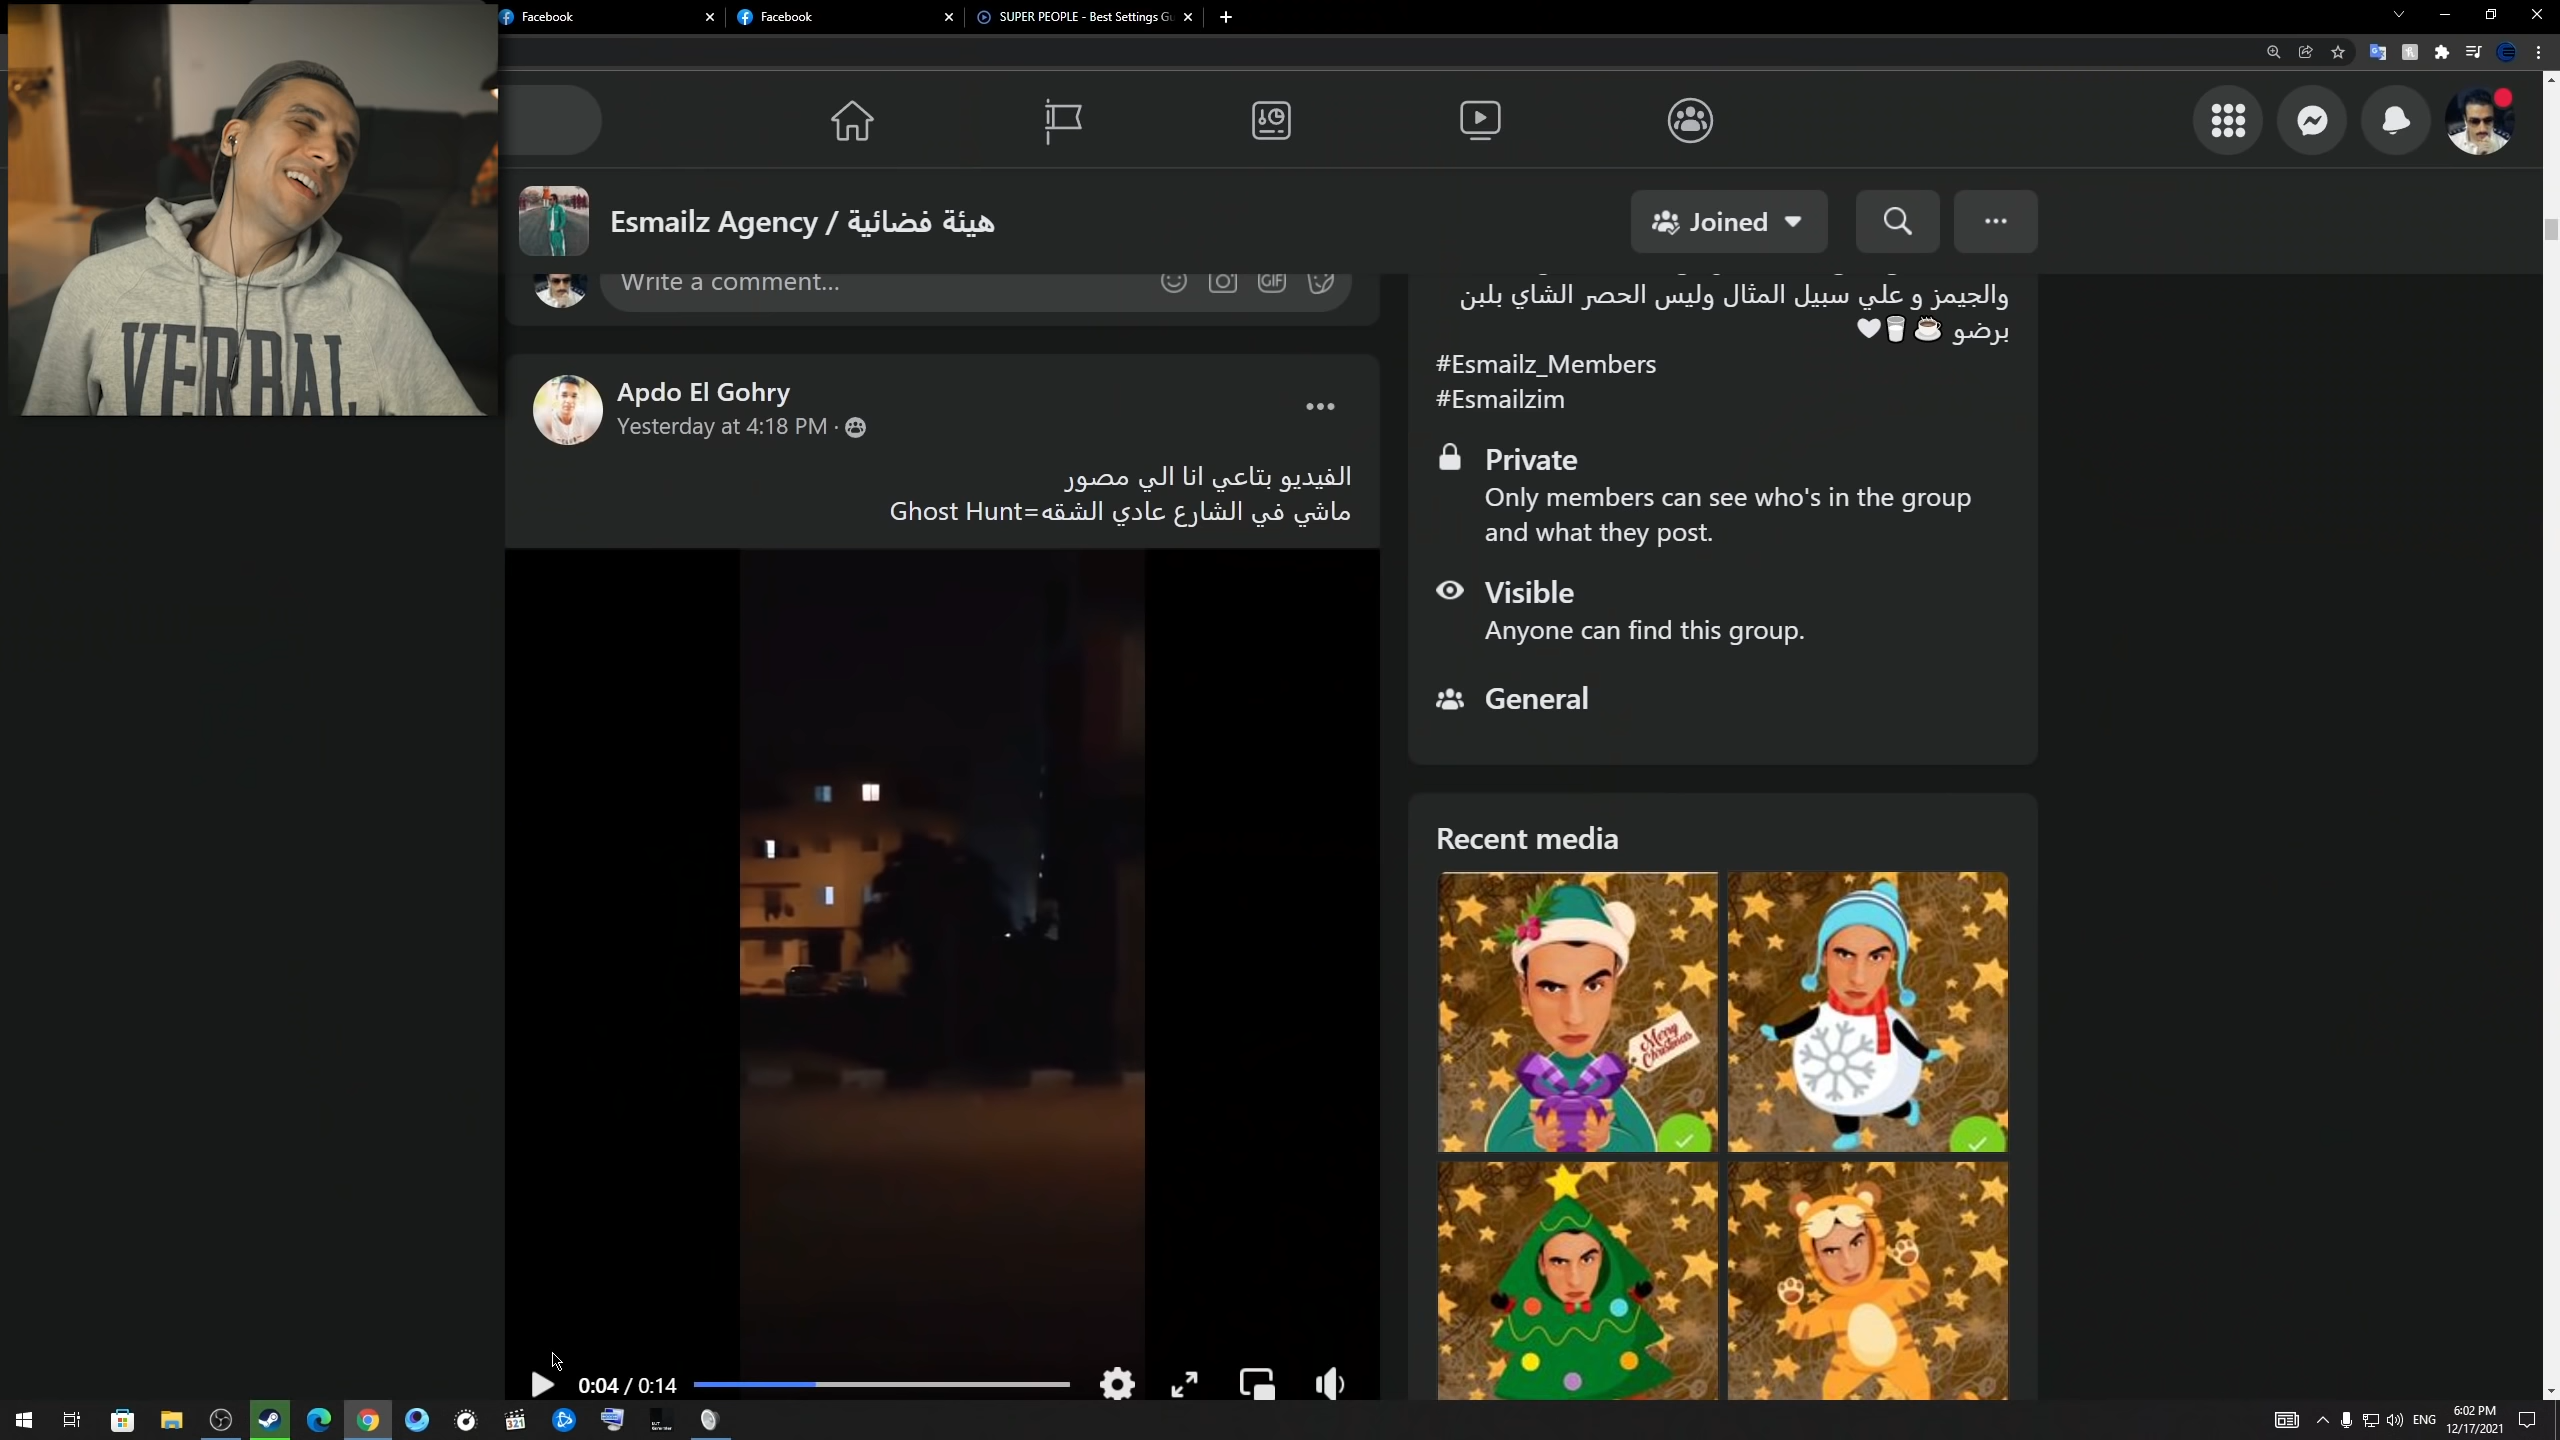 Facebook
Facebook
SUPER PEOPLE - Best Settings Gu
VERBAL
Esmailz Agency / هيئة فضائية
Joined
Write a comment...
GIF
Apdo El Gohry
Yesterday at 4:18 PM ·
الفيديو بتاعي انا الي مصور
ماشي في الشارع عادي الشقه=Ghost Hunt
0:04 / 0:14
والجيمز و علي سبيل المثال وليس الحصر الشاي بلبن
برضو ☕🥛🤍
#Esmailz_Members
#Esmailzim
Private
Only members can see who's in the group
and what they post.
Visible
Anyone can find this group.
General
Recent media
Merry
Christmas
321
ENG
6:02 PM
12/17/2021